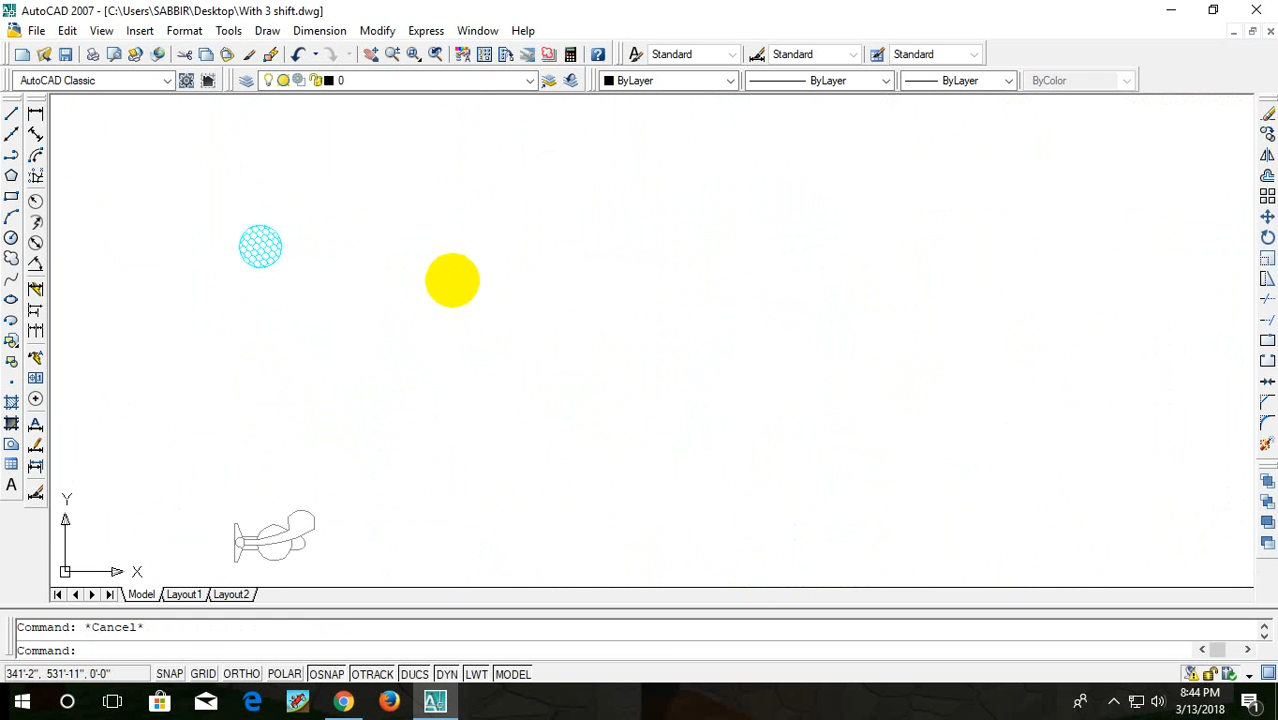 AutoCAD 2007 - [C:\Users\SABBIR\Desktop\With 3 shift.dwg]
File Edit View Insert Format Tools Draw Dimension Modify Express Window Help
Standard Standard Standard
AutoCAD Classic 0 ByLayer ByLayer ByLayer ByColor
Y
X
Model Layout1 Layout2
Command: *Cancel*
Command:
341'-2", 531'-11", 0'-0" SNAP GRID ORTHO POLAR OSNAP OTRACK DUCS DYN LWT MODEL
8:44 PM
3/13/2018